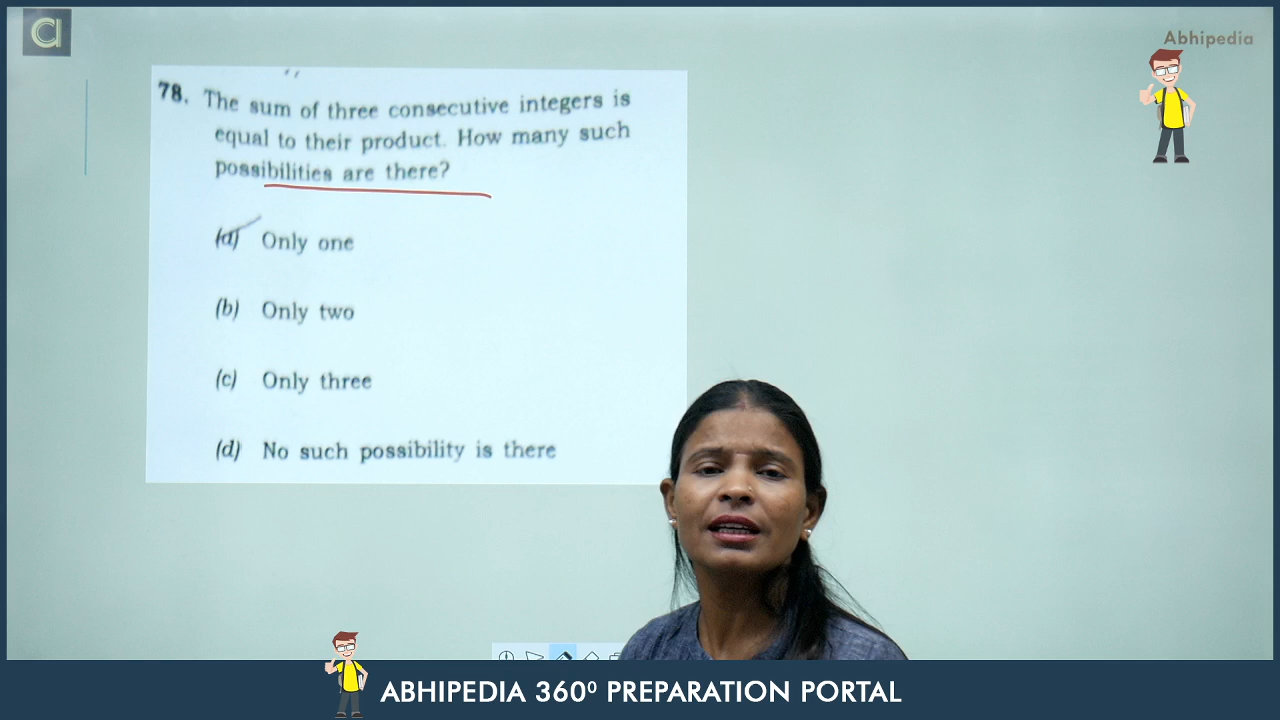 Abhipedia
78. The sum of three consecutive integers is
equal to their product. How many such
possibilities are there?
(a) Only one
(b) Only two
(c) Only three
(d) No such possibility is there
ABHIPEDIA 360⁰ PREPARATION PORTAL